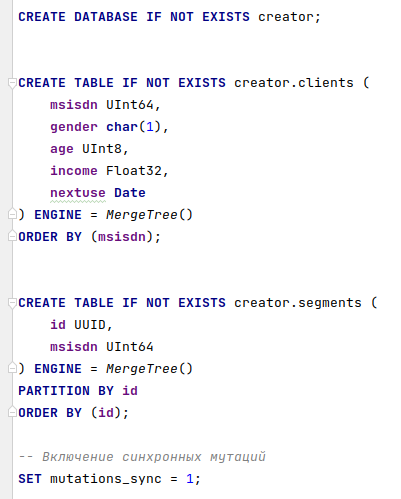 CREATE DATABASE IF NOT EXISTS creator;
CREATE TABLE IF NOT EXISTS creator.clients (
msisdn UInt64,
gender char(1),
age UInt8,
income Float32,
nextuse Date
) ENGINE = MergeTree()
ORDER BY (msisdn);
CREATE TABLE IF NOT EXISTS creator.segments (
id UUID,
msisdn UInt64
) ENGINE = MergeTree()
PARTITION BY id
ORDER BY (id);
-- Включение синхронных мутаций
SET mutations_sync = 1;